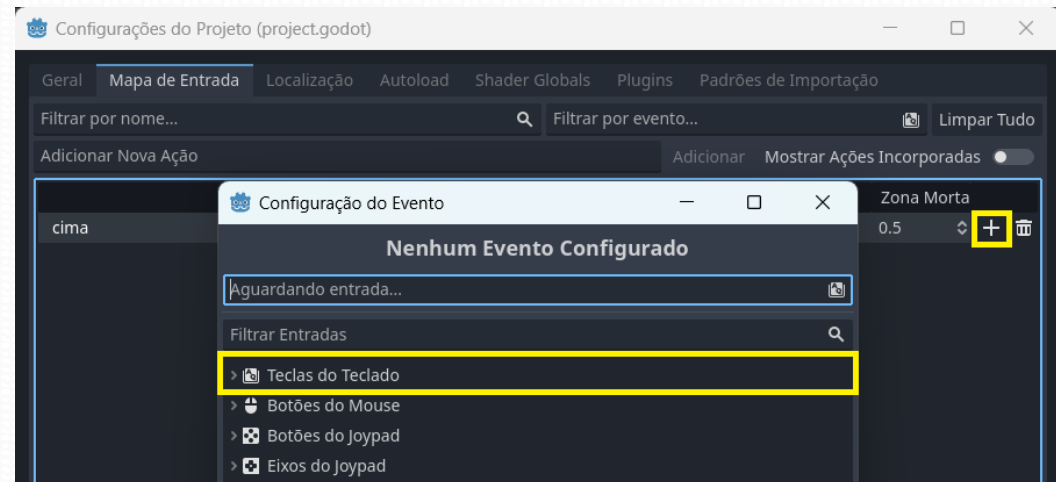 Configurações do Projeto (project.godot)
Geral Mapa de Entrada Localização Autoload Shader Globals Plugins Padrões de Importação
Filtrar por nome... Filtrar por evento... Limpar Tudo
Adicionar Nova Ação Adicionar Mostrar Ações Incorporadas
Zona Morta
cima 0.5
Configuração do Evento
Nenhum Evento Configurado
Aguardando entrada...
Filtrar Entradas
Teclas do Teclado
Botões do Mouse
Botões do Joypad
Eixos do Joypad